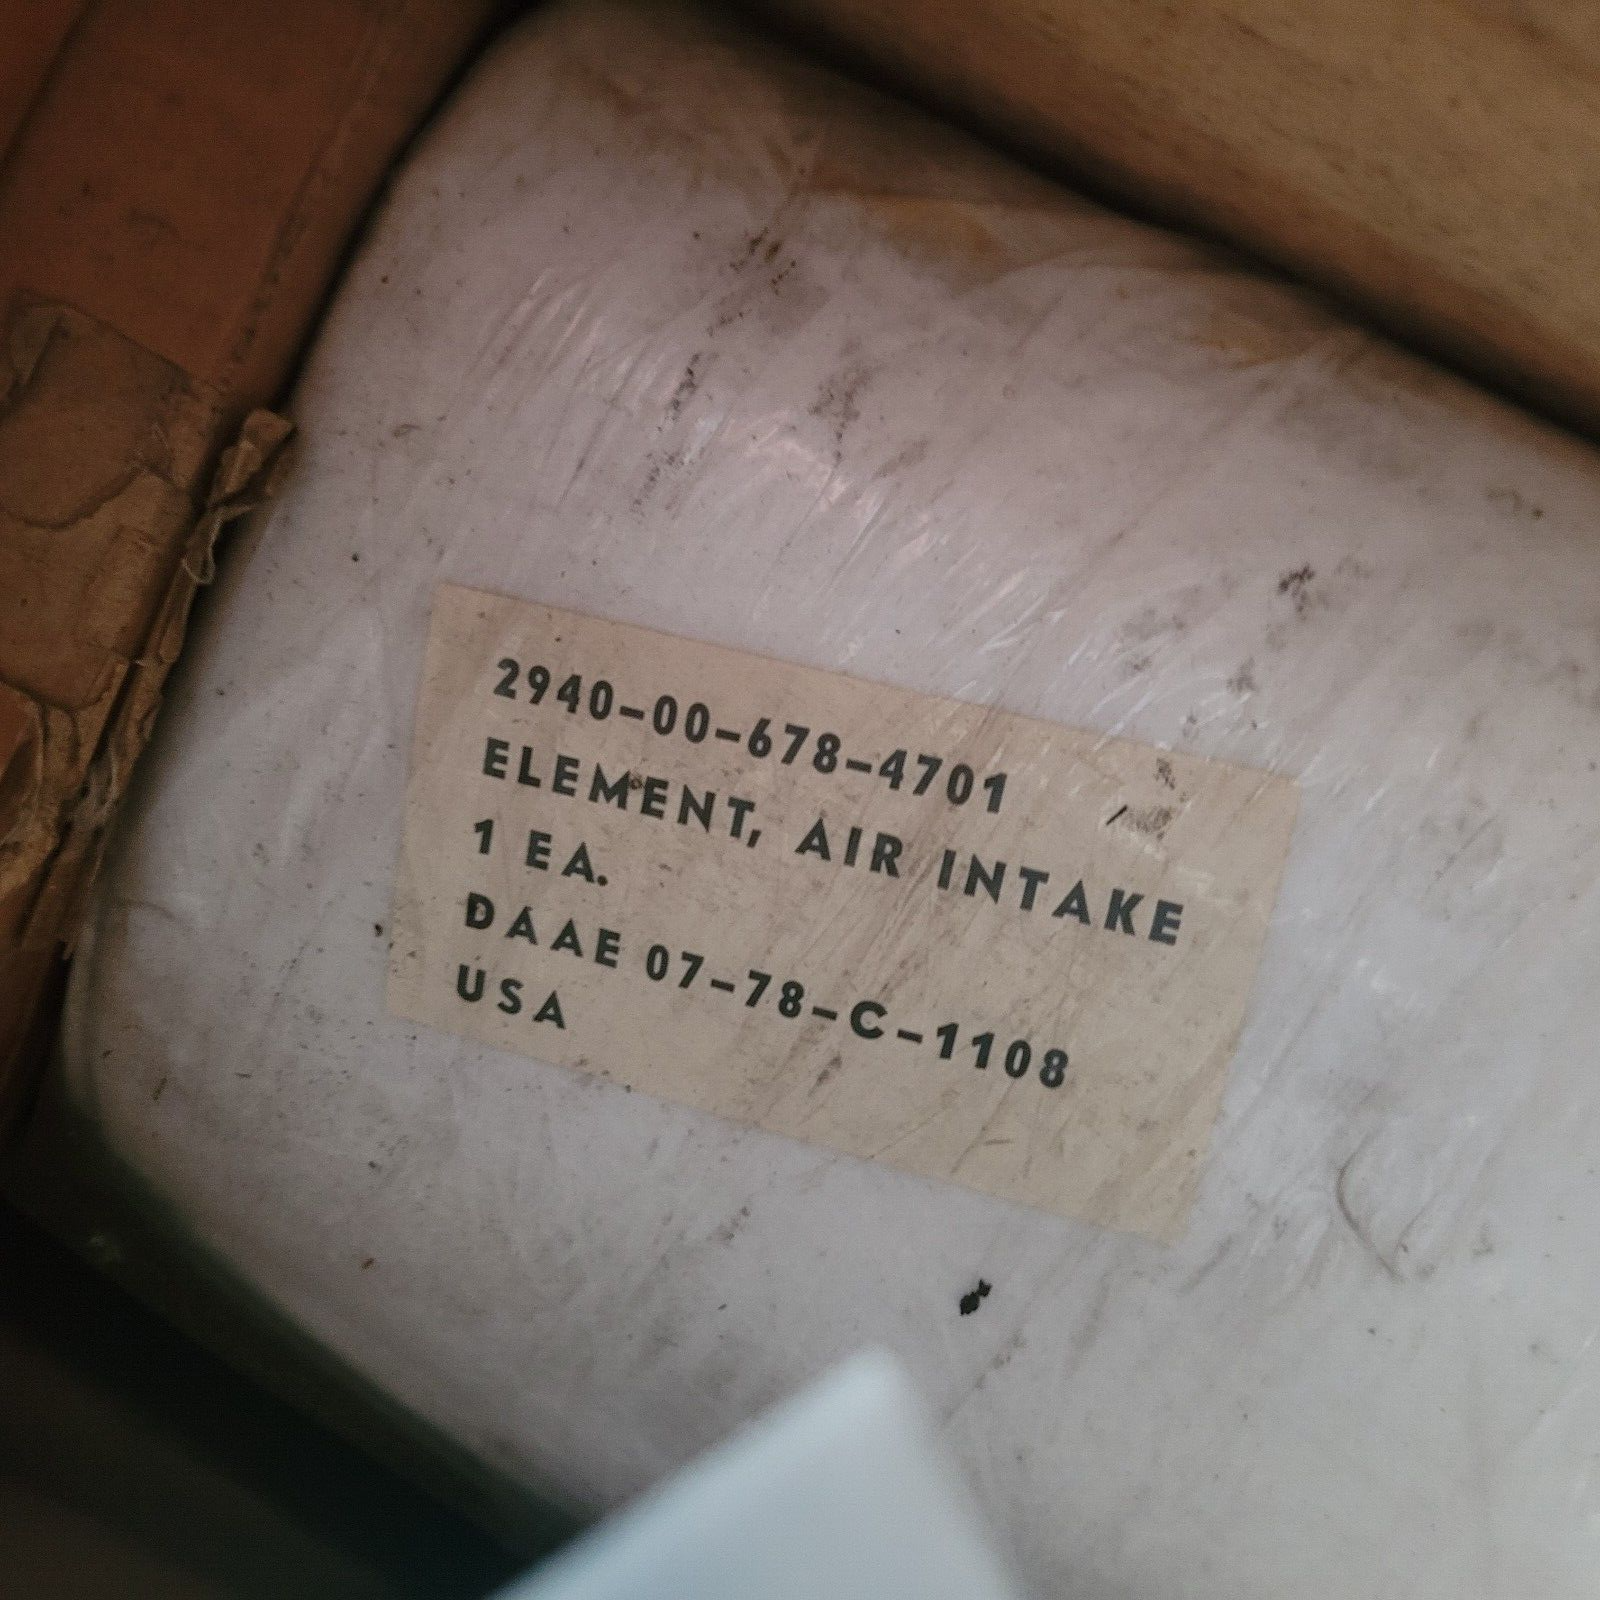 2940-00-678-4701
ELEMENT, AIR INTAKE
1 EA.
DAAE 07-78-C-1108
USA